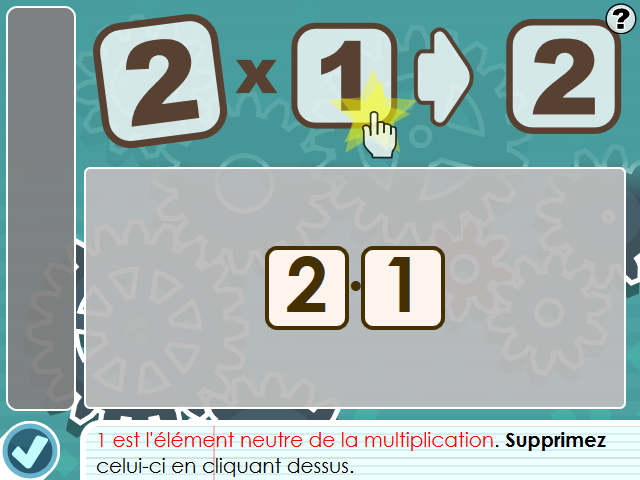 ?
2 x 1 2
2 · 1
1 est l'élément neutre de la multiplication. Supprimez
celui-ci en cliquant dessus.